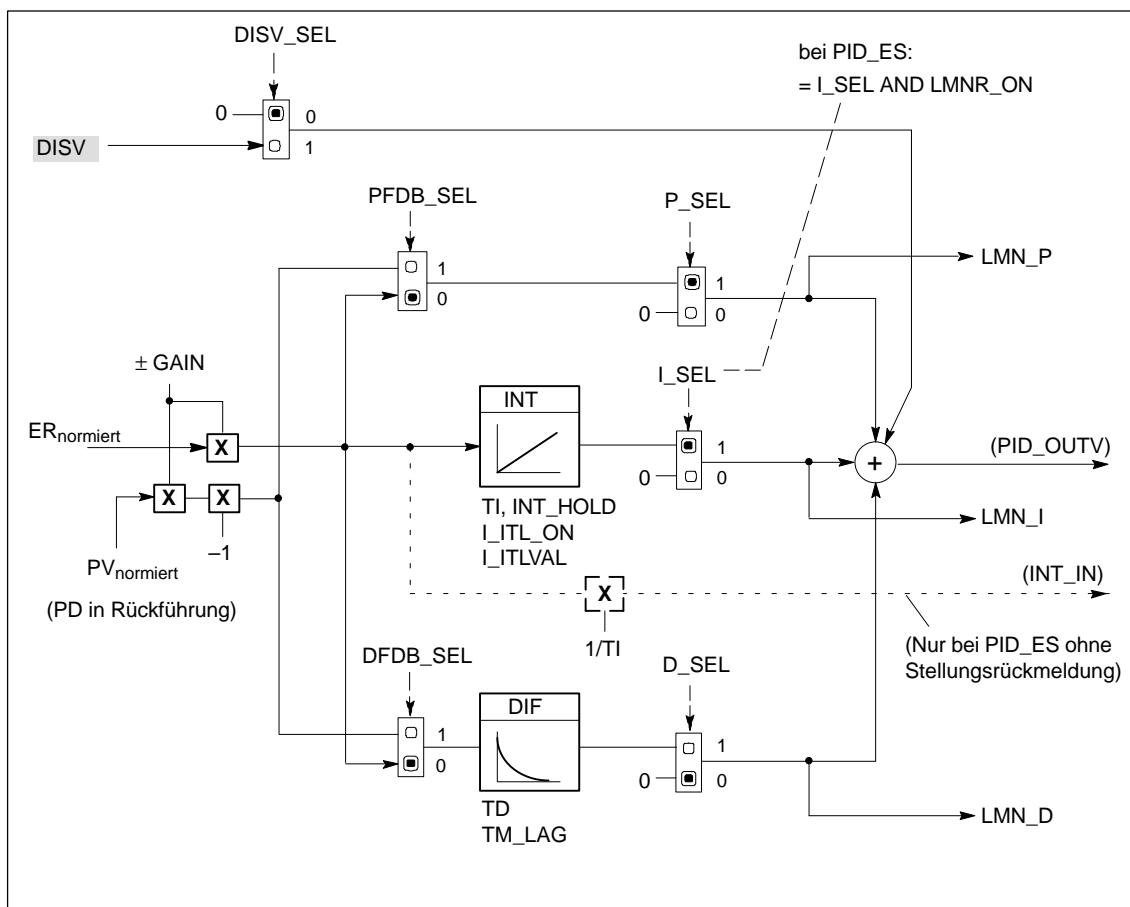 DISV_SEL
bei PID_ES:
= I_SEL AND LMNR_ON
0
0
DISV
1
PFDB_SEL
P_SEL
1
0
1
0
0
LMN_P
± GAIN
I_SEL
INT
ERnormiert
X
1
0
0
+
(PID_OUTV)
X
X
–1
TI, INT_HOLD
I_ITL_ON
I_ITLVAL
LMN_I
PVnormiert
(PD in Rückführung)
X
1/TI
(INT_IN)
(Nur bei PID_ES ohne
Stellungsrückmeldung)
DFDB_SEL
D_SEL
DIF
1
0
1
0
0
TD
TM_LAG
LMN_D